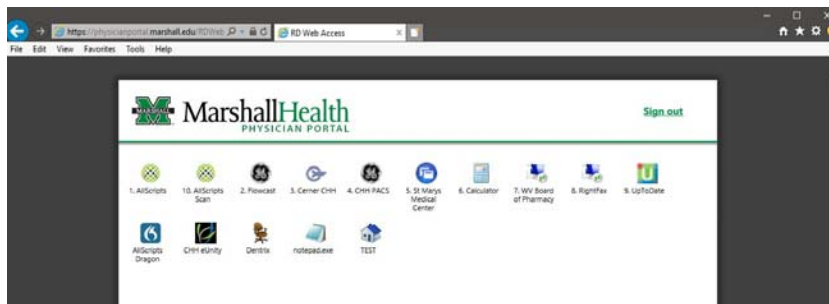 https://physicianportal.marshall.edu/RDWeb
RD Web Access
File Edit View Favorites Tools Help
MARSHALL
MarshallHealth
PHYSICIAN PORTAL
Sign out
1. AllScripts
10. AllScripts Scan
2. Flowcast
3. Cerner CHH
4. CHH PACS
5. St Marys Medical Center
6. Calculator
7. WV Board of Pharmacy
8. RightFax
9. UpToDate
AllScripts Dragon
CHH eUnity
Dentrix
notepad.exe
TEST